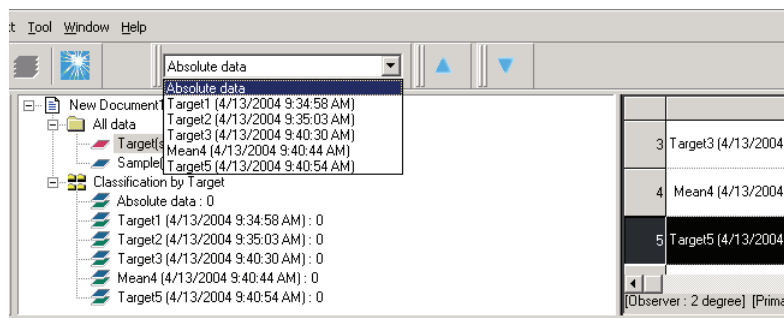 t Tool Window Help
Absolute data
Absolute data
Target1 (4/13/2004 9:34:58 AM)
Target2 (4/13/2004 9:35:03 AM)
Target3 (4/13/2004 9:40:30 AM)
Mean4 (4/13/2004 9:40:44 AM)
Target5 (4/13/2004 9:40:54 AM)
New Document1
All data
Target(s
Sample(
Classification by Target
Absolute data : 0
Target1 (4/13/2004 9:34:58 AM) : 0
Target2 (4/13/2004 9:35:03 AM) : 0
Target3 (4/13/2004 9:40:30 AM) : 0
Mean4 (4/13/2004 9:40:44 AM) : 0
Target5 (4/13/2004 9:40:54 AM) : 0
3 Target3 (4/13/2004
4 Mean4 (4/13/2004
5 Target5 (4/13/2004
[Observer : 2 degree] [Prima